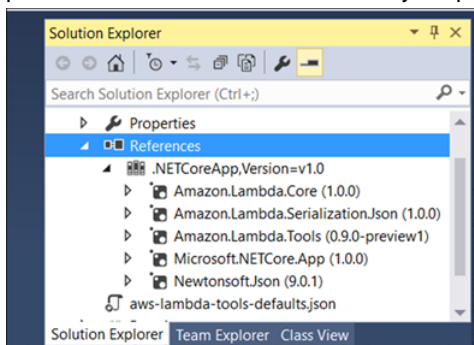 Solution Explorer
Search Solution Explorer (Ctrl+;)
Properties
References
.NETCoreApp,Version=v1.0
Amazon.Lambda.Core (1.0.0)
Amazon.Lambda.Serialization.Json (1.0.0)
Amazon.Lambda.Tools (0.9.0-preview1)
Microsoft.NETCore.App (1.0.0)
Newtonsoft.Json (9.0.1)
aws-lambda-tools-defaults.json
Solution Explorer Team Explorer Class View